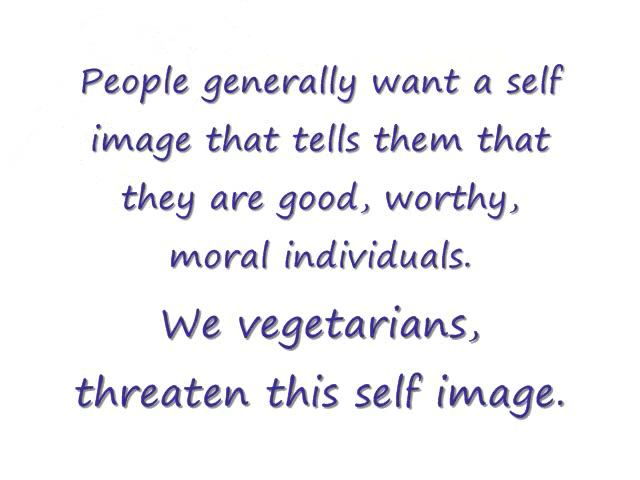 People generally want a self
image that tells them that
they are good, worthy,
moral individuals.
We vegetarians,
threaten this self image.